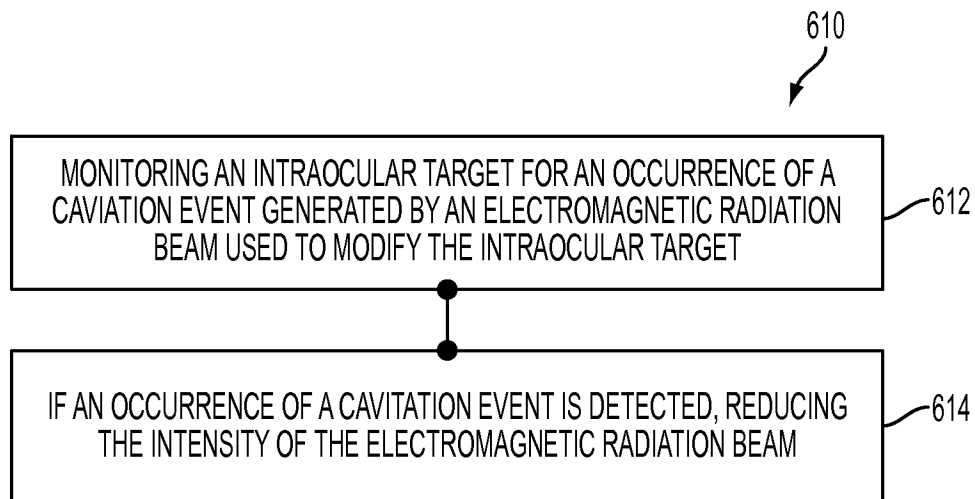 610
MONITORING AN INTRAOCULAR TARGET FOR AN OCCURRENCE OF A
CAVIATION EVENT GENERATED BY AN ELECTROMAGNETIC RADIATION
BEAM USED TO MODIFY THE INTRAOCULAR TARGET
612
IF AN OCCURRENCE OF A CAVITATION EVENT IS DETECTED, REDUCING
THE INTENSITY OF THE ELECTROMAGNETIC RADIATION BEAM
614